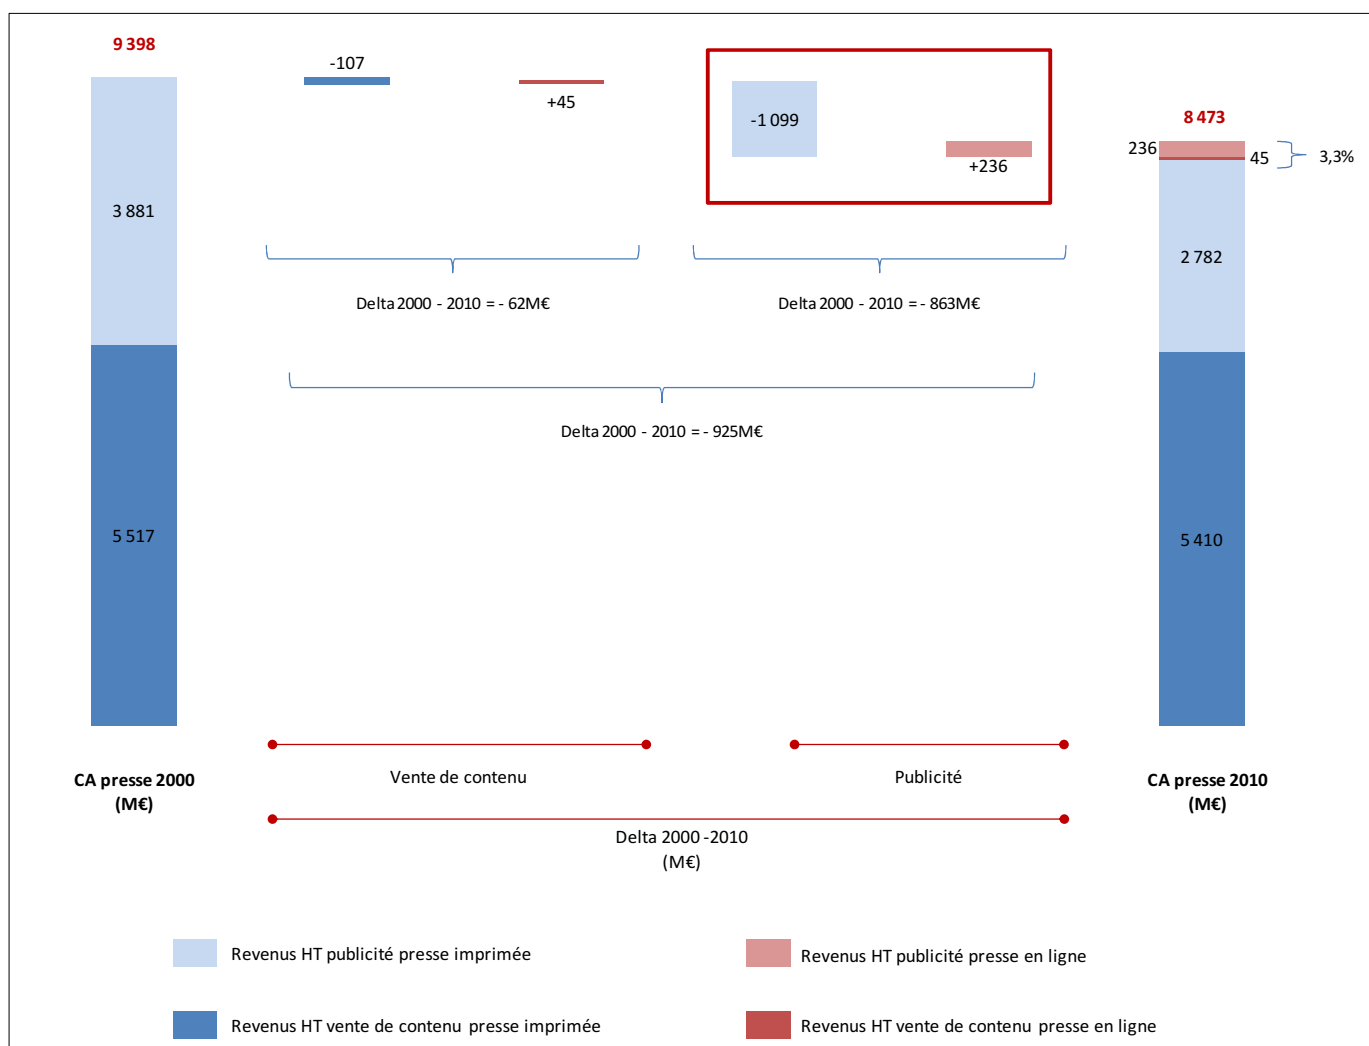 9 398
-107
+45
-1 099
+236
8 473
236
45
3,3%
3 881
2 782
Delta 2000 - 2010 = - 62M€
Delta 2000 - 2010 = - 863M€
Delta 2000 - 2010 = - 925M€
5 517
5 410
CA presse 2000
(M€)
Vente de contenu
Publicité
CA presse 2010
(M€)
Delta 2000 -2010
(M€)
Revenus HT publicité presse imprimée
Revenus HT publicité presse en ligne
Revenus HT vente de contenu presse imprimée
Revenus HT vente de contenu presse en ligne